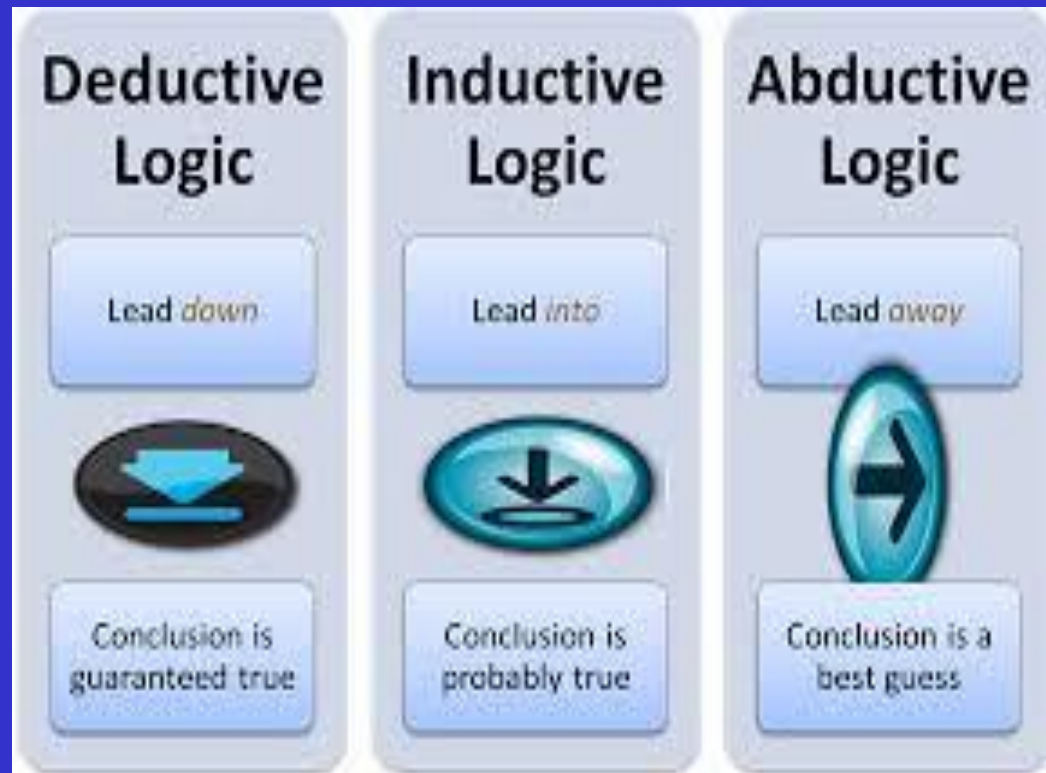 Deductive
Logic
Lead down
Conclusion is
guaranteed true
Inductive
Logic
Lead into
Conclusion is
probably true
Abductive
Logic
Lead away
Conclusion is a
best guess